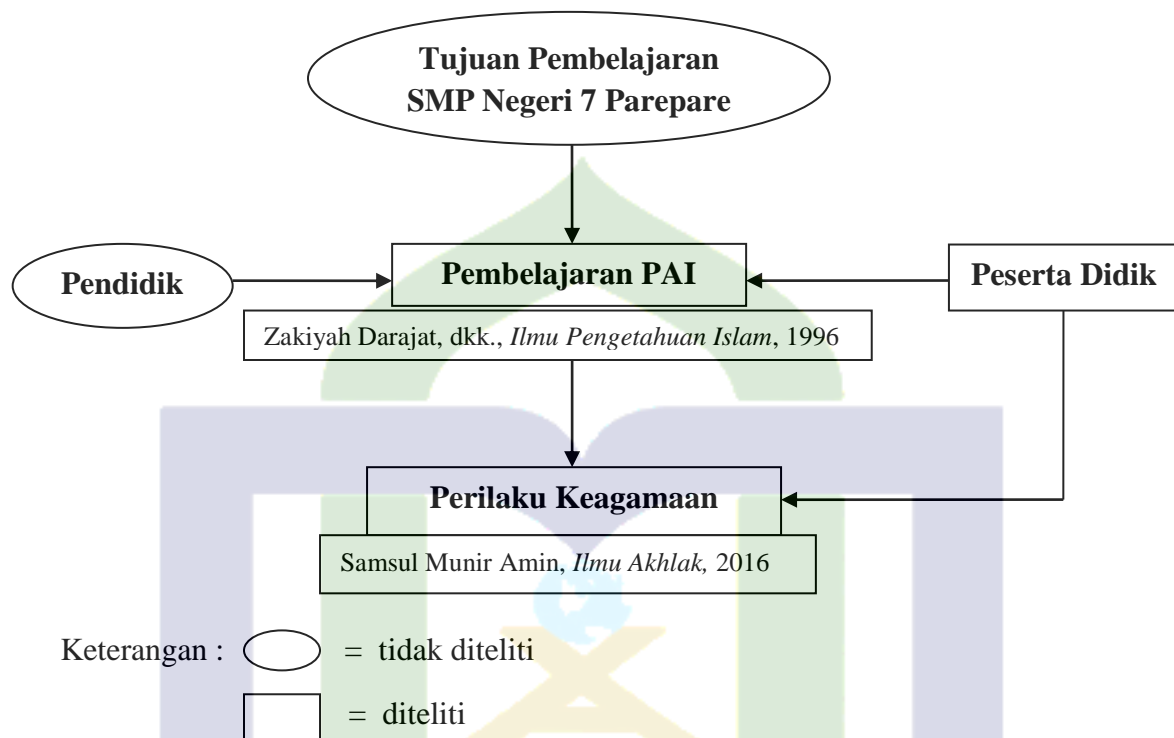 Tujuan Pembelajaran
SMP Negeri 7 Parepare
Pendidik
Pembelajaran PAI
Peserta Didik
Zakiyah Darajat, dkk., Ilmu Pengetahuan Islam, 1996
Perilaku Keagamaan
Samsul Munir Amin, Ilmu Akhlak, 2016
Keterangan :
= tidak diteliti
= diteliti